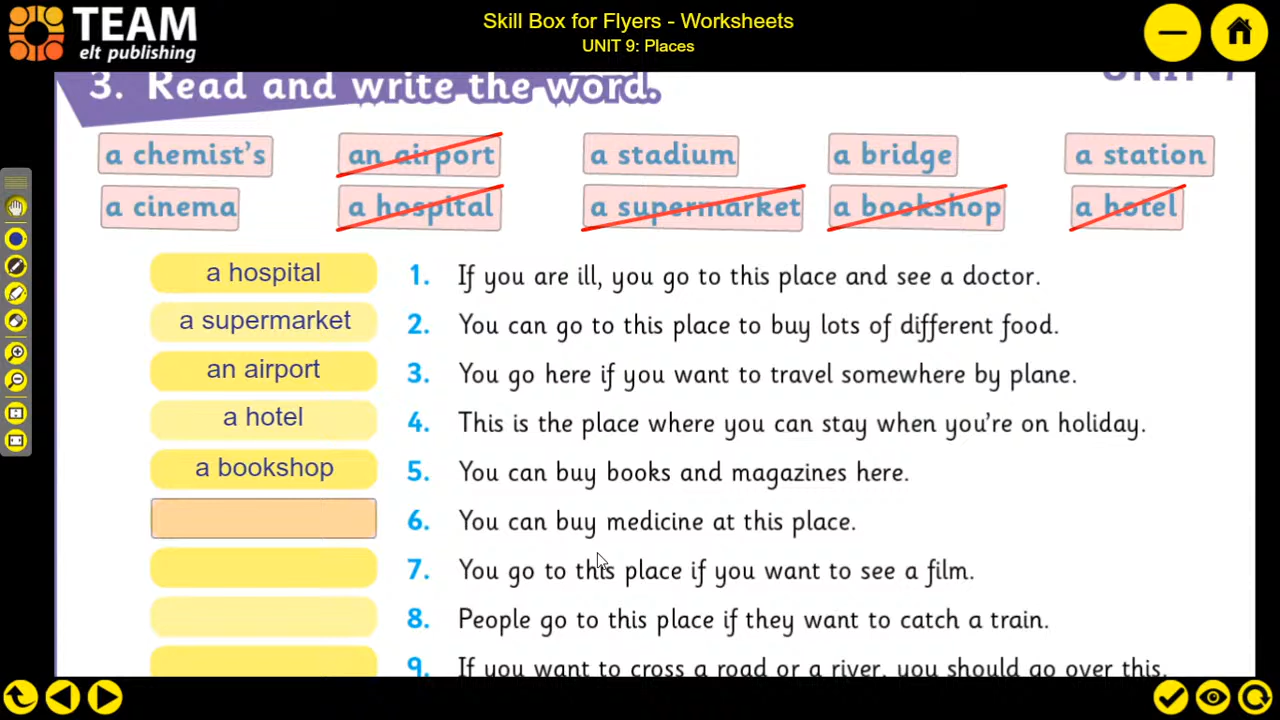 TEAM
elt publishing
Skill Box for Flyers - Worksheets
UNIT 9: Places
3. Read and write the word.
a chemist's an airport a stadium a bridge a station
a cinema a hospital a supermarket a bookshop a hotel
a hospital 1. If you are ill, you go to this place and see a doctor.
a supermarket 2. You can go to this place to buy lots of different food.
an airport 3. You go here if you want to travel somewhere by plane.
a hotel 4. This is the place where you can stay when you're on holiday.
a bookshop 5. You can buy books and magazines here.
6. You can buy medicine at this place.
7. You go to this place if you want to see a film.
8. People go to this place if they want to catch a train.
9. If you want to cross a road or a river, you should go over this.